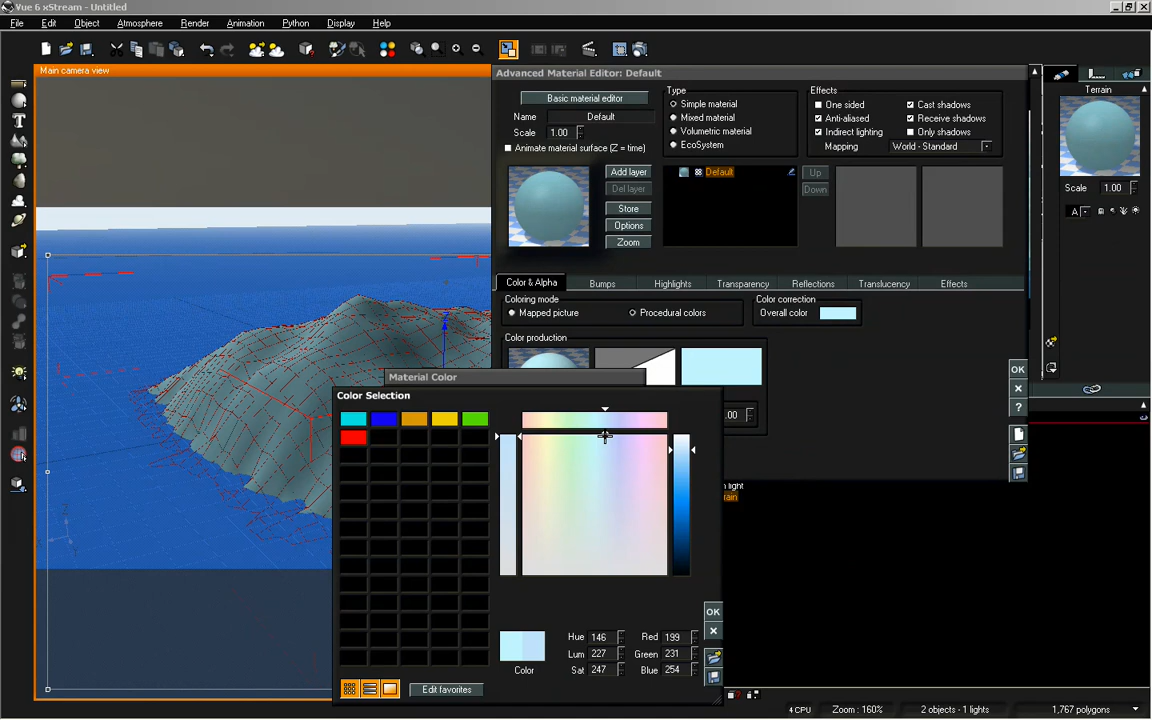 Vue 6 xStream - Untitled
File Edit Object Atmosphere Render Animation Python Display Help
Main camera view
Advanced Material Editor: Default
Basic material editor
Name Default
Scale 1.00
Animate material surface (Z = time)
Type
Simple material
Mixed material
Volumetric material
EcoSystem
Effects
One sided Cast shadows
Anti-aliased Receive shadows
Indirect lighting Only shadows
Mapping World - Standard
Terrain
Scale 1.00
A
Add layer
Del layer
Store
Options
Zoom
Default
Up
Down
Color & Alpha Bumps Highlights Transparency Reflections Translucency Effects
Coloring mode
Mapped picture Procedural colors
Color correction
Overall color
Color production
.00
OK
?
Material Color
Color Selection
n light
rain
OK
Hue 146 Red 199
Lum 227 Green 231
Sat 247 Blue 254
Color
Edit favorites
4 CPU Zoom : 160% 2 objects - 1 lights 1,767 polygons